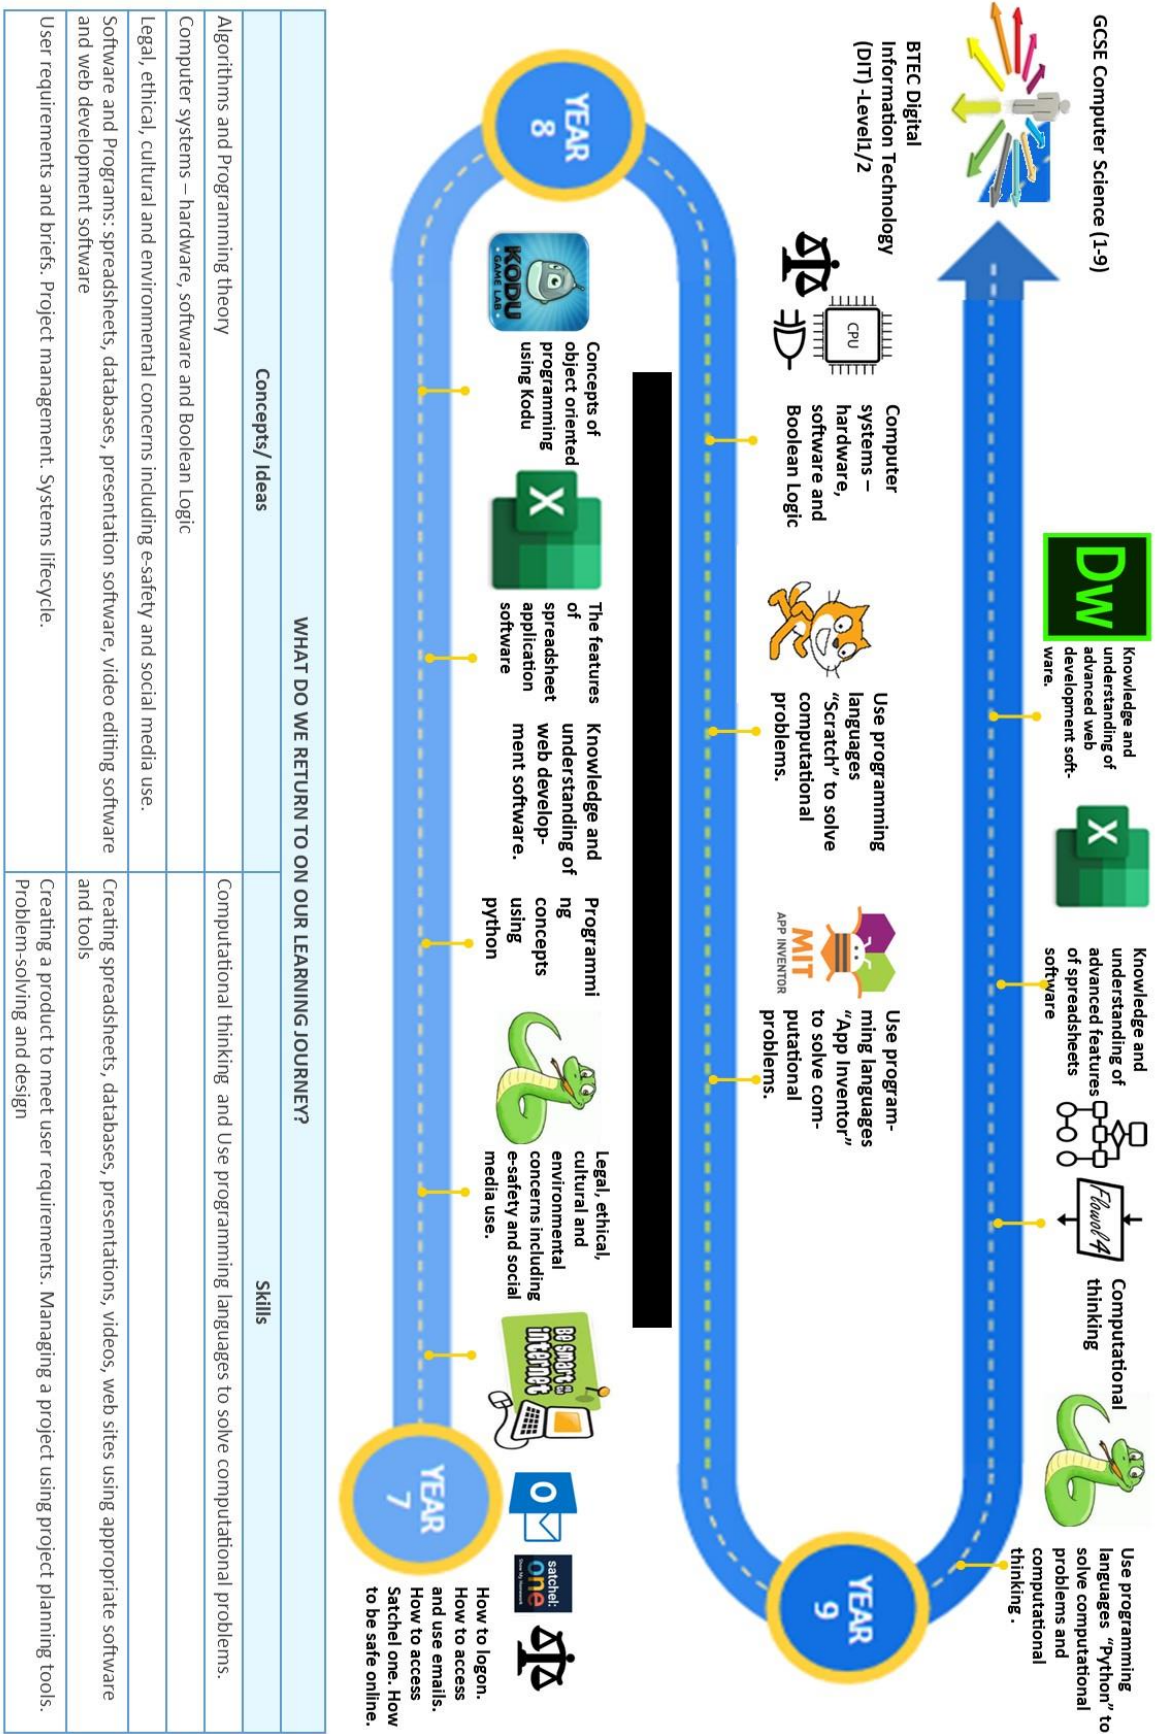 GCSE Computer Science (1-9)
BTEC Digital
Information Technology
(DIT) -Level1/2
Dw
Knowledge and
understanding of
advanced web
development soft-
ware.
X
Knowledge and
understanding of
advanced features
of spreadsheets
software
Flowol4
Computational
thinking
Use programming
languages “Python” to
solve computational
problems and
computational
thinking .
YEAR
9
CPU
Computer
systems –
hardware,
software and
Boolean Logic
Use programming
languages
“Scratch” to solve
computational
problems.
MIT
APP INVENTOR
Use program-
ming languages
“App Inventor”
to solve com-
putational
problems.
YEAR
8
KODU
GAME LAB
Concepts of
object oriented
programming
using Kodu
X
The features
of
spreadsheet
application
software
Knowledge and
understanding of
web develop-
ment software.
Programmi
ng
concepts
using
python
Legal, ethical,
cultural and
environmental
concerns including
e-safety and social
media use.
Be smart on the
internet
YEAR
7
O
satchel:
one
Show My Homework
How to logon.
How to access
and use emails.
How to access
Satchel one. How
to be safe online.
WHAT DO WE RETURN TO ON OUR LEARNING JOURNEY?
Concepts/ Ideas
Skills
Algorithms and Programming theory
Computational thinking and Use programming languages to solve computational problems.
Computer systems – hardware, software and Boolean Logic
Legal, ethical, cultural and environmental concerns including e-safety and social media use.
Software and Programs: spreadsheets, databases, presentation software, video editing software
and web development software
Creating spreadsheets, databases, presentations, videos, web sites using appropriate software
and tools
User requirements and briefs. Project management. Systems lifecycle.
Creating a product to meet user requirements. Managing a project using project planning tools.
Problem-solving and design